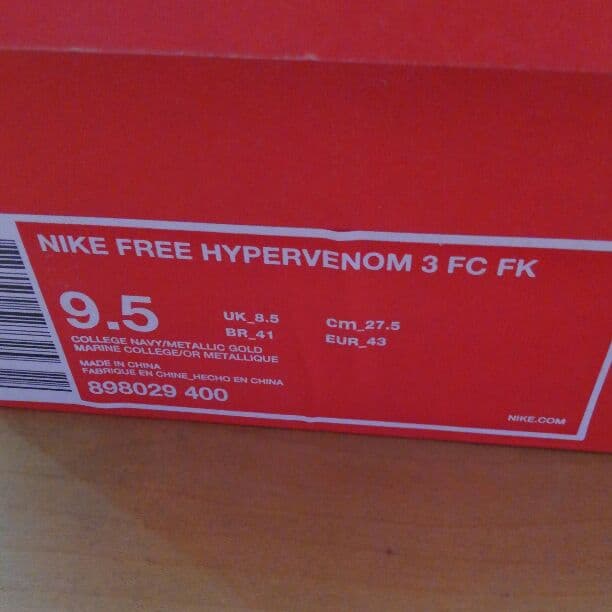 NIKE FREE HYPERVENOM 3 FC FK
9.5
UK_8.5
BR_41
Cm_27.5
EUR_43
COLLEGE NAVY/METALLIC GOLD
MARINE COLLEGE/OR METALLIQUE
MADE IN CHINA
FABRIQUE EN CHINE_HECHO EN CHINA
898029 400
NIKE.COM